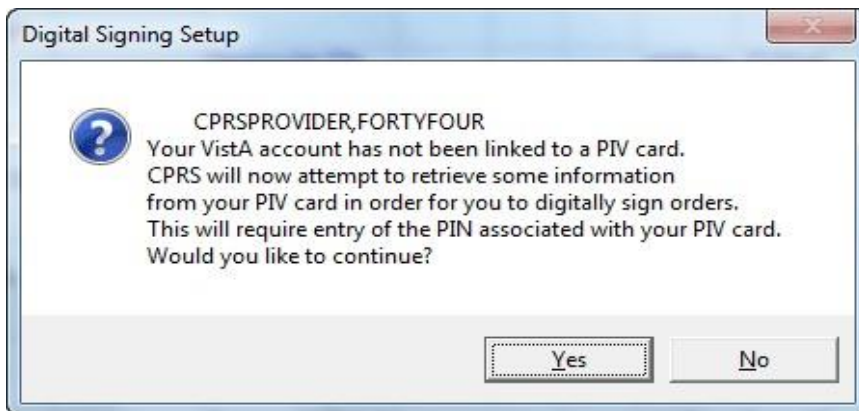 Digital Signing Setup
CPRSPROVIDER,FORTYFOUR
Your VistA account has not been linked to a PIV card.
CPRS will now attempt to retrieve some information
from your PIV card in order for you to digitally sign orders.
This will require entry of the PIN associated with your PIV card.
Would you like to continue?
Yes
No